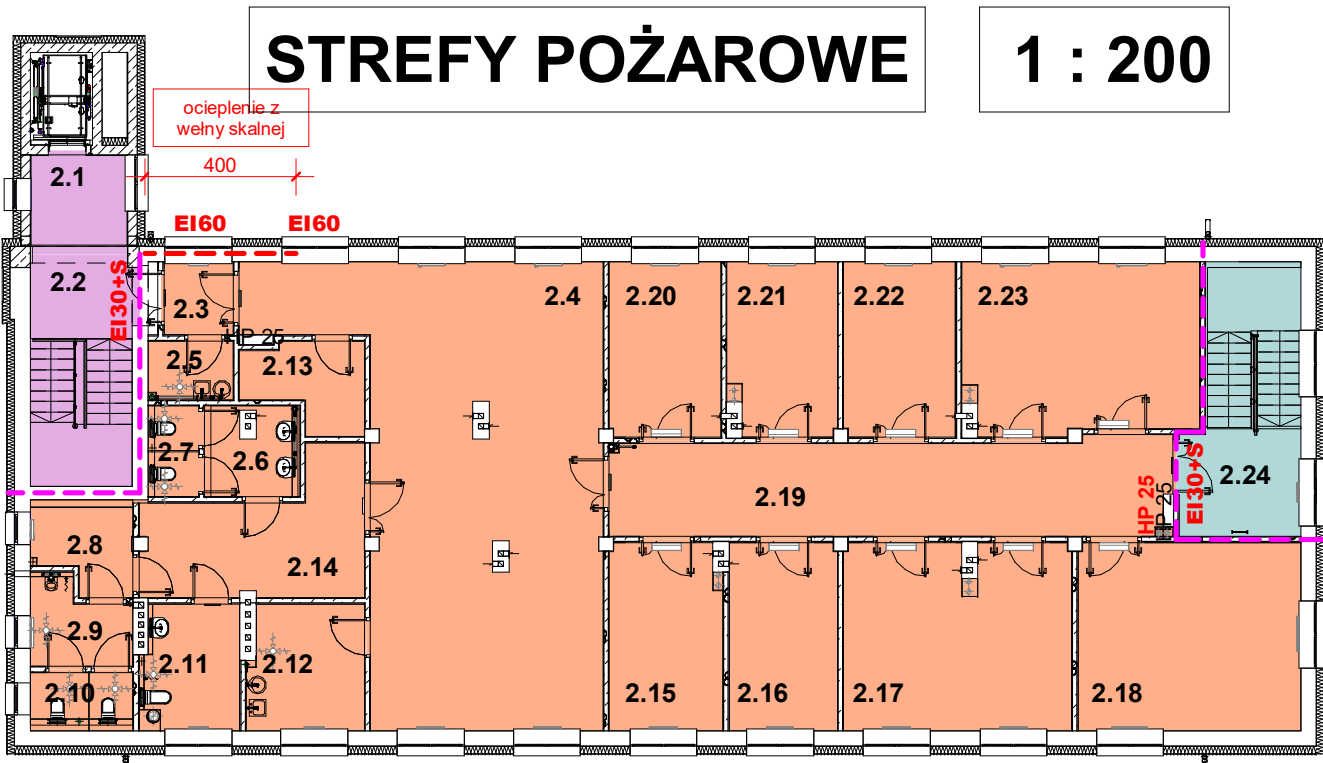 STREFY POŻAROWE
1 : 200
ocieplenie z
wełny skalnej
400
2.1
EI60
EI60
2.2
EI30+S
2.3
2.4
2.20
2.21
2.22
2.23
HP 25
2.5
2.13
2.7
2.6
2.19
HP 25
HP 25
EI30+S
2.24
2.8
2.14
2.9
2.10
2.11
2.12
2.15
2.16
2.17
2.18